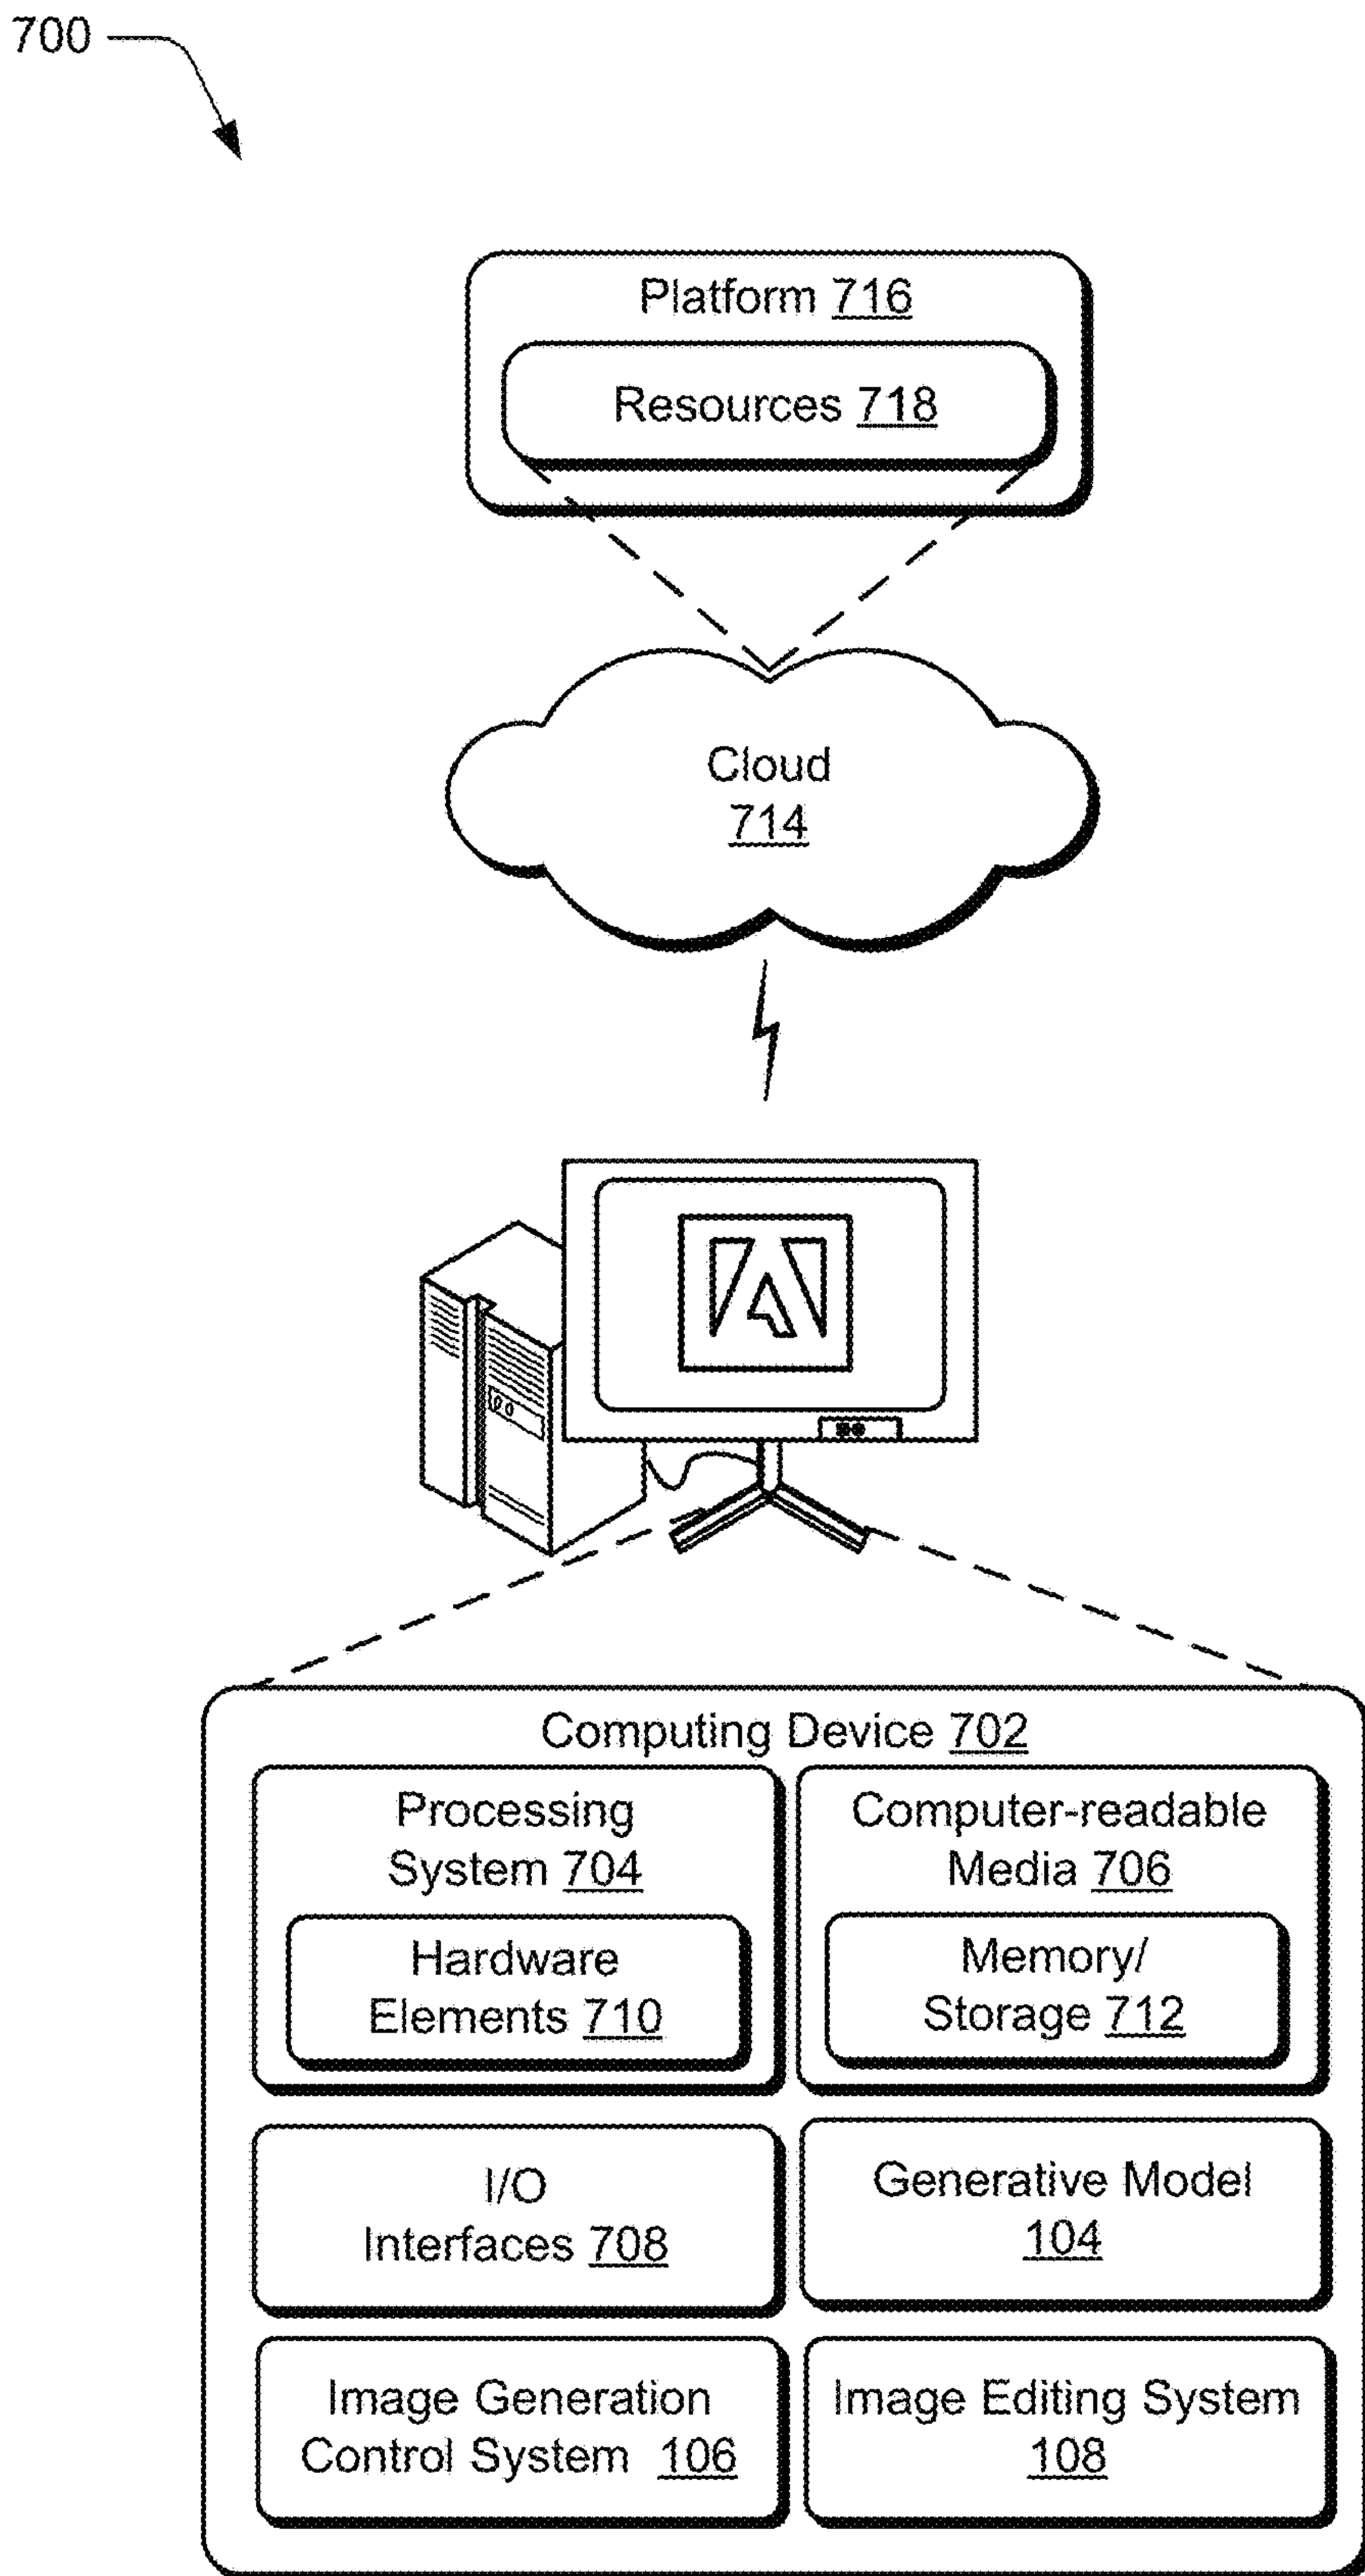 700
Platform 716
Resources 718
Cloud
714
Computing Device 702
Processing
System 704
Hardware
Elements 710
Computer-readable
Media 706
Memory/
Storage 712
I/O
Interfaces 708
Generative Model
104
Image Generation
Control System 106
Image Editing System
108